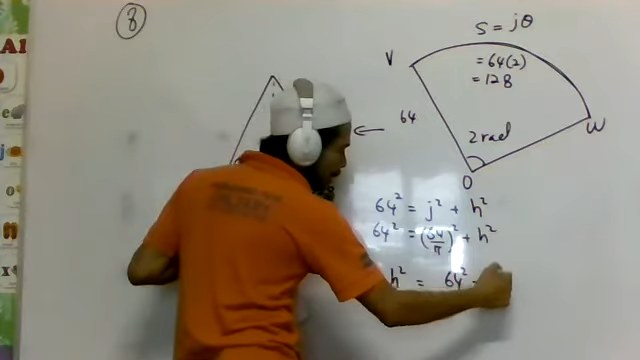 8
S = jθ
= 64(2)
= 128
V
64
W
2 rad
O
64² = j² + h²
64² = (64/π)² + h²
h² = 64² -